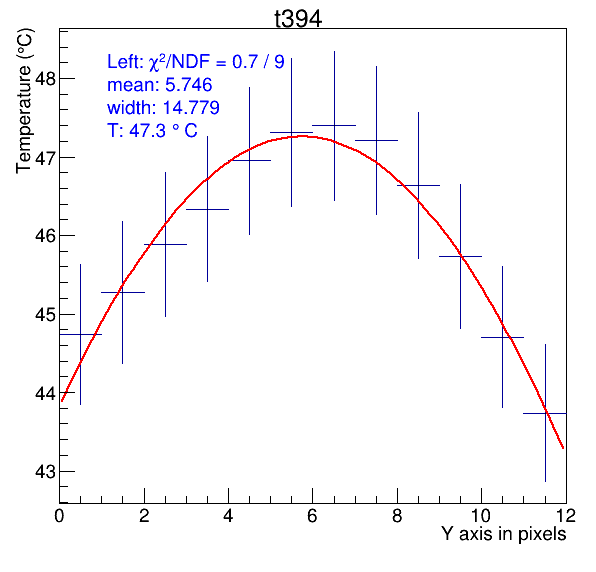 t394
Temperature (°C)
Left: χ²/NDF = 0.7 / 9
mean: 5.746
width: 14.779
T: 47.3 ° C
48
47
46
45
44
43
0 2 4 6 8 10 12
Y axis in pixels